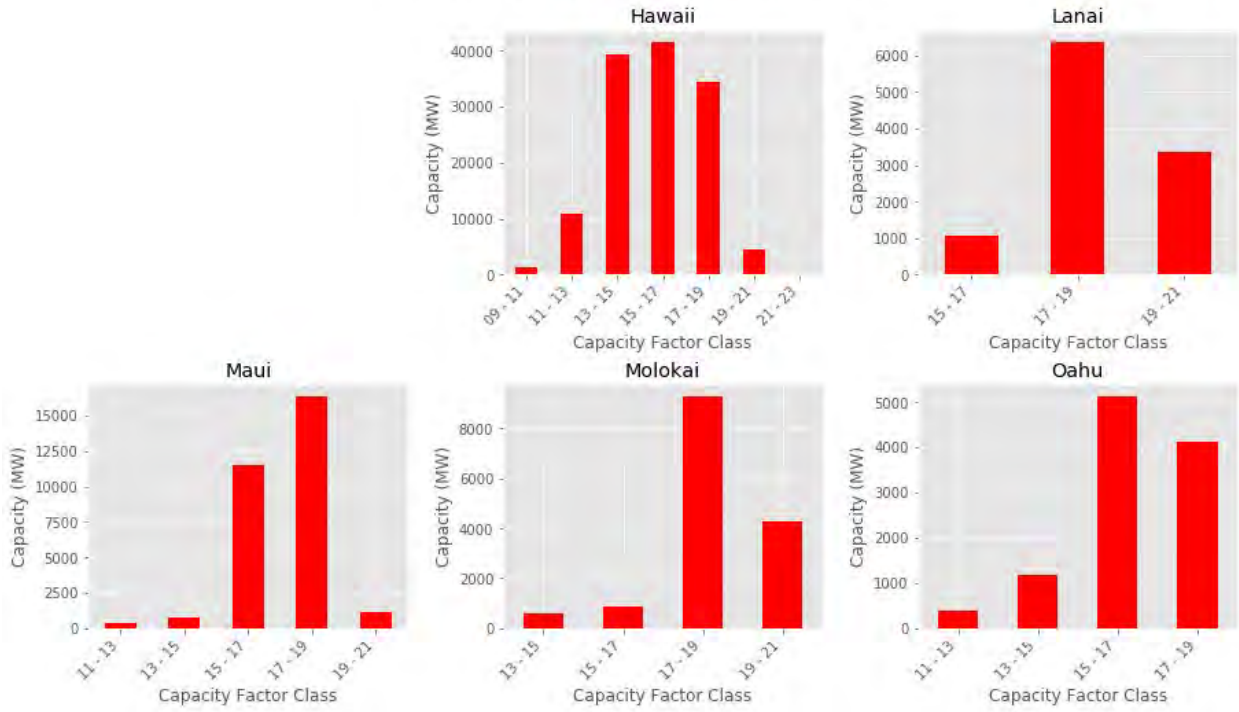 Hawaii
Capacity (MW)
40000
30000
20000
10000
0
09 - 11
11 - 13
13 - 15
15 - 17
17 - 19
19 - 21
21 - 23
Capacity Factor Class
Lanai
Capacity (MW)
6000
5000
4000
3000
2000
1000
0
15 - 17
17 - 19
19 - 21
Capacity Factor Class
Maui
Capacity (MW)
15000
12500
10000
7500
5000
2500
0
11 - 13
13 - 15
15 - 17
17 - 19
19 - 21
Capacity Factor Class
Molokai
Capacity (MW)
8000
6000
4000
2000
0
13 - 15
15 - 17
17 - 19
19 - 21
Capacity Factor Class
Oahu
Capacity (MW)
5000
4000
3000
2000
1000
0
11 - 13
13 - 15
15 - 17
17 - 19
Capacity Factor Class